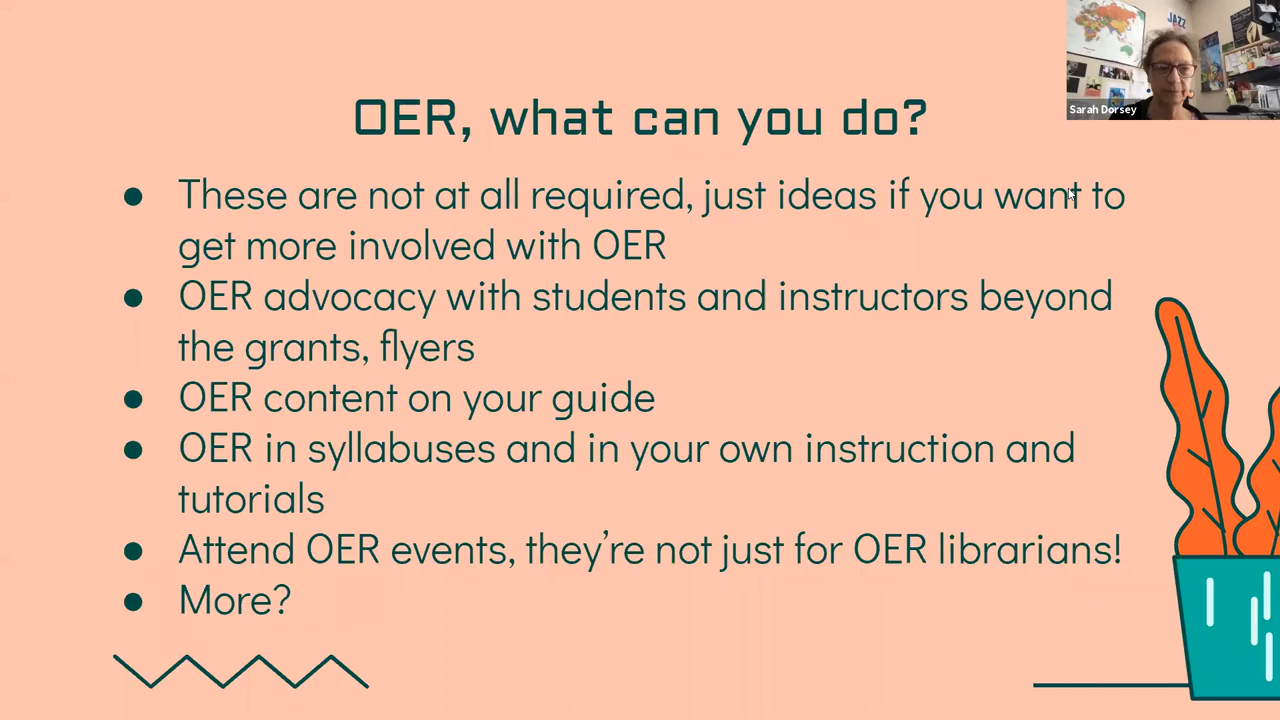 JAZZ
Sarah Dorsey
OER, what can you do?
● These are not at all required, just ideas if you want to
get more involved with OER
● OER advocacy with students and instructors beyond
the grants, flyers
● OER content on your guide
● OER in syllabuses and in your own instruction and
tutorials
● Attend OER events, they’re not just for OER librarians!
● More?